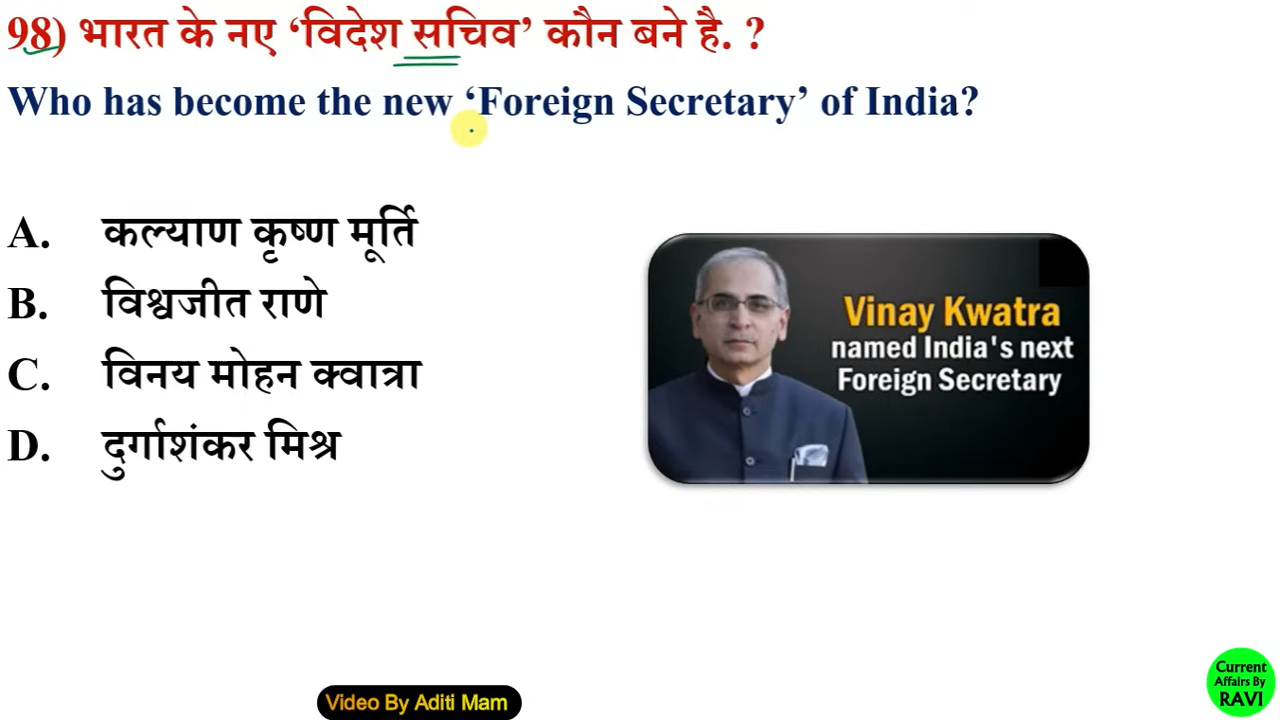 98) भारत के नए ‘विदेश सचिव’ कौन बने है. ?
Who has become the new ‘Foreign Secretary’ of India?
A. कल्याण कृष्ण मूर्ति
B. विश्वजीत राणे
C. विनय मोहन क्वात्रा
D. दुर्गाशंकर मिश्र
Vinay Kwatra
named India's next
Foreign Secretary
Video By Aditi Mam
Current
Affairs By
RAVI